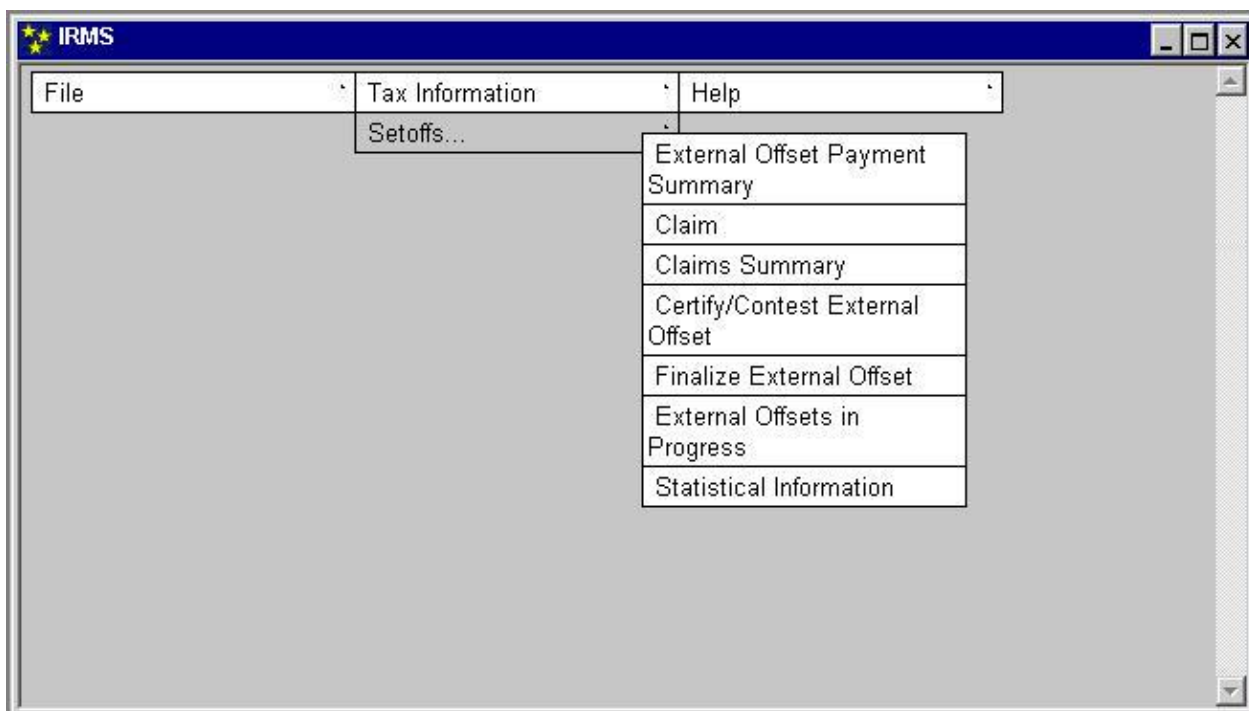 IRMS
File
Tax Information
Help
Setoffs...
External Offset Payment
Summary
Claim
Claims Summary
Certify/Contest External
Offset
Finalize External Offset
External Offsets in
Progress
Statistical Information